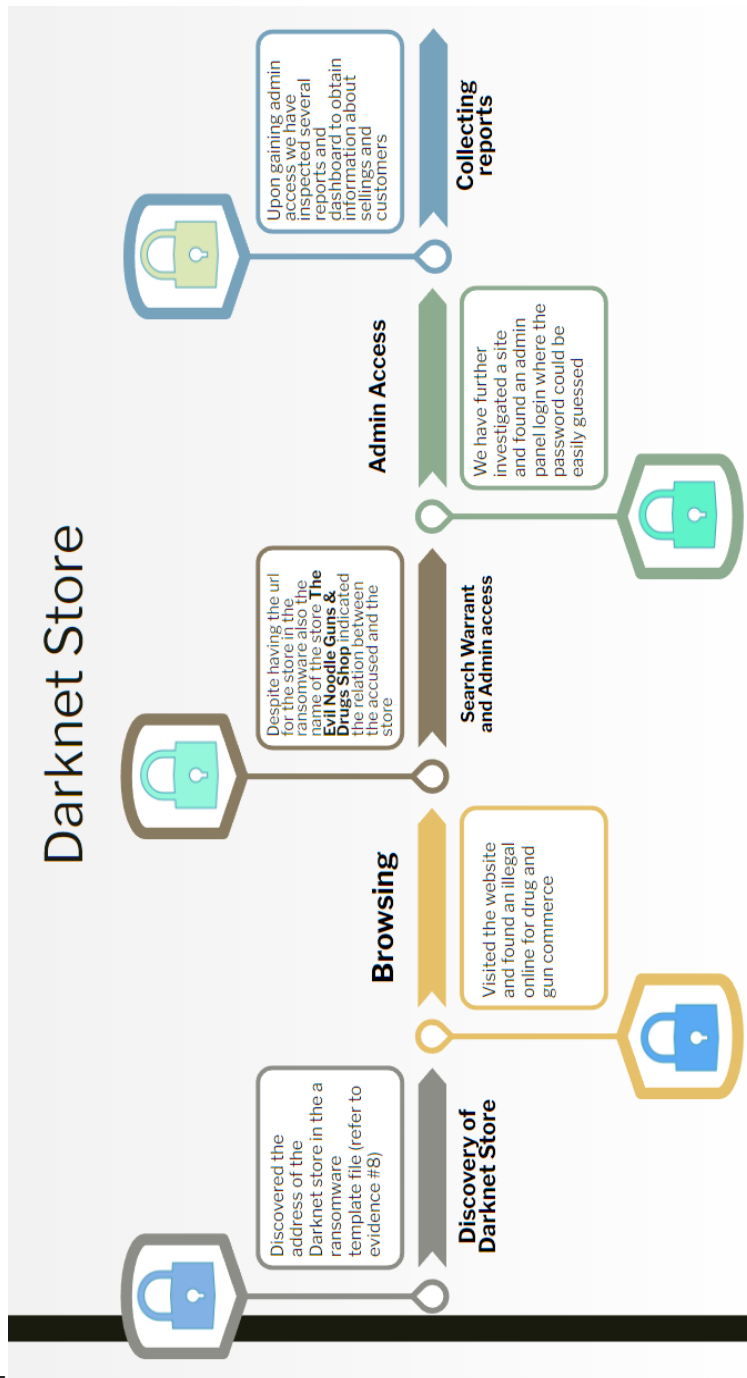 Darknet Store
Discovered the
address of the
Darknet store in the a
ransomware
template file (refer to
evidence #8)
Discovery of
Darknet Store
Browsing
Visited the website
and found an illegal
online for drug and
gun commerce
Despite having the url
for the store in the
ransomware also the
name of the store The
Evil Noodle Guns &
Drugs Shop indicated
the relation between
the accused and the
store
Search Warrant
and Admin access
Admin Access
We have further
investigated a site
and found an admin
panel login where the
password could be
easily guessed
Upon gaining admin
access we have
inspected several
reports and
dashboard to obtain
information about
sellings and
customers
Collecting
reports